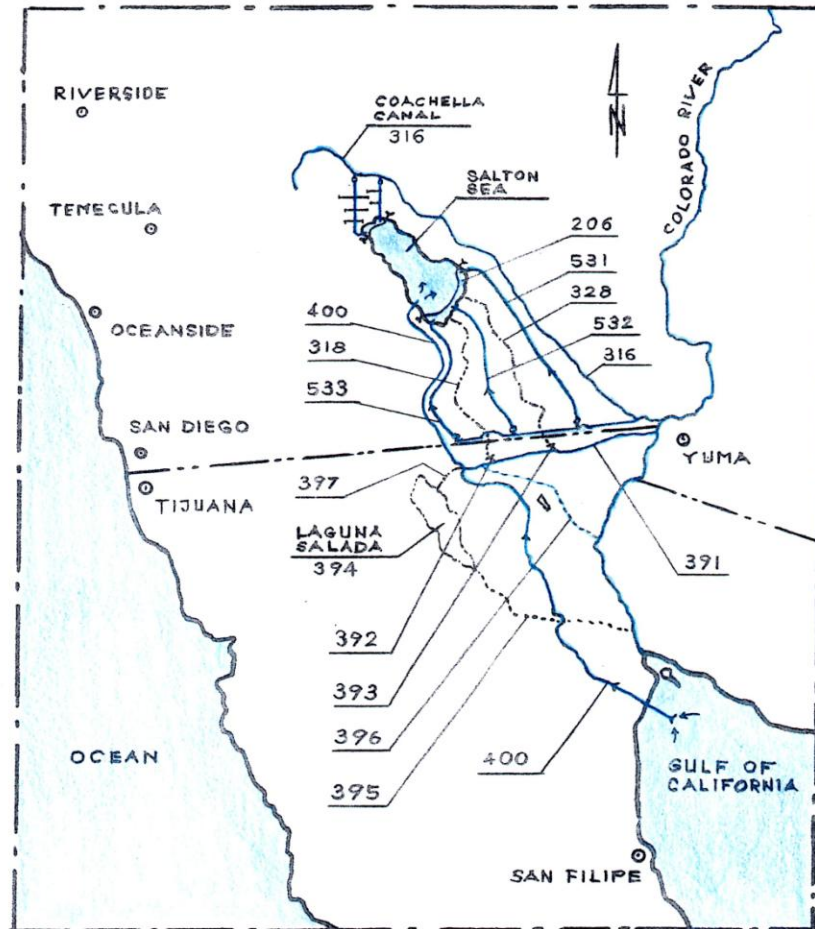 RIVERSIDE
COACHELLA
CANAL
316
N
COLORADO RIVER
SALTON
SEA
TEMECULA
206
531
OCEANSIDE
400
328
318
532
533
316
SAN DIEGO
YUMA
TIJUANA
397
LAGUNA
SALADA
394
391
392
393
396
400
395
OCEAN
GULF OF
CALIFORNIA
SAN FILIPE